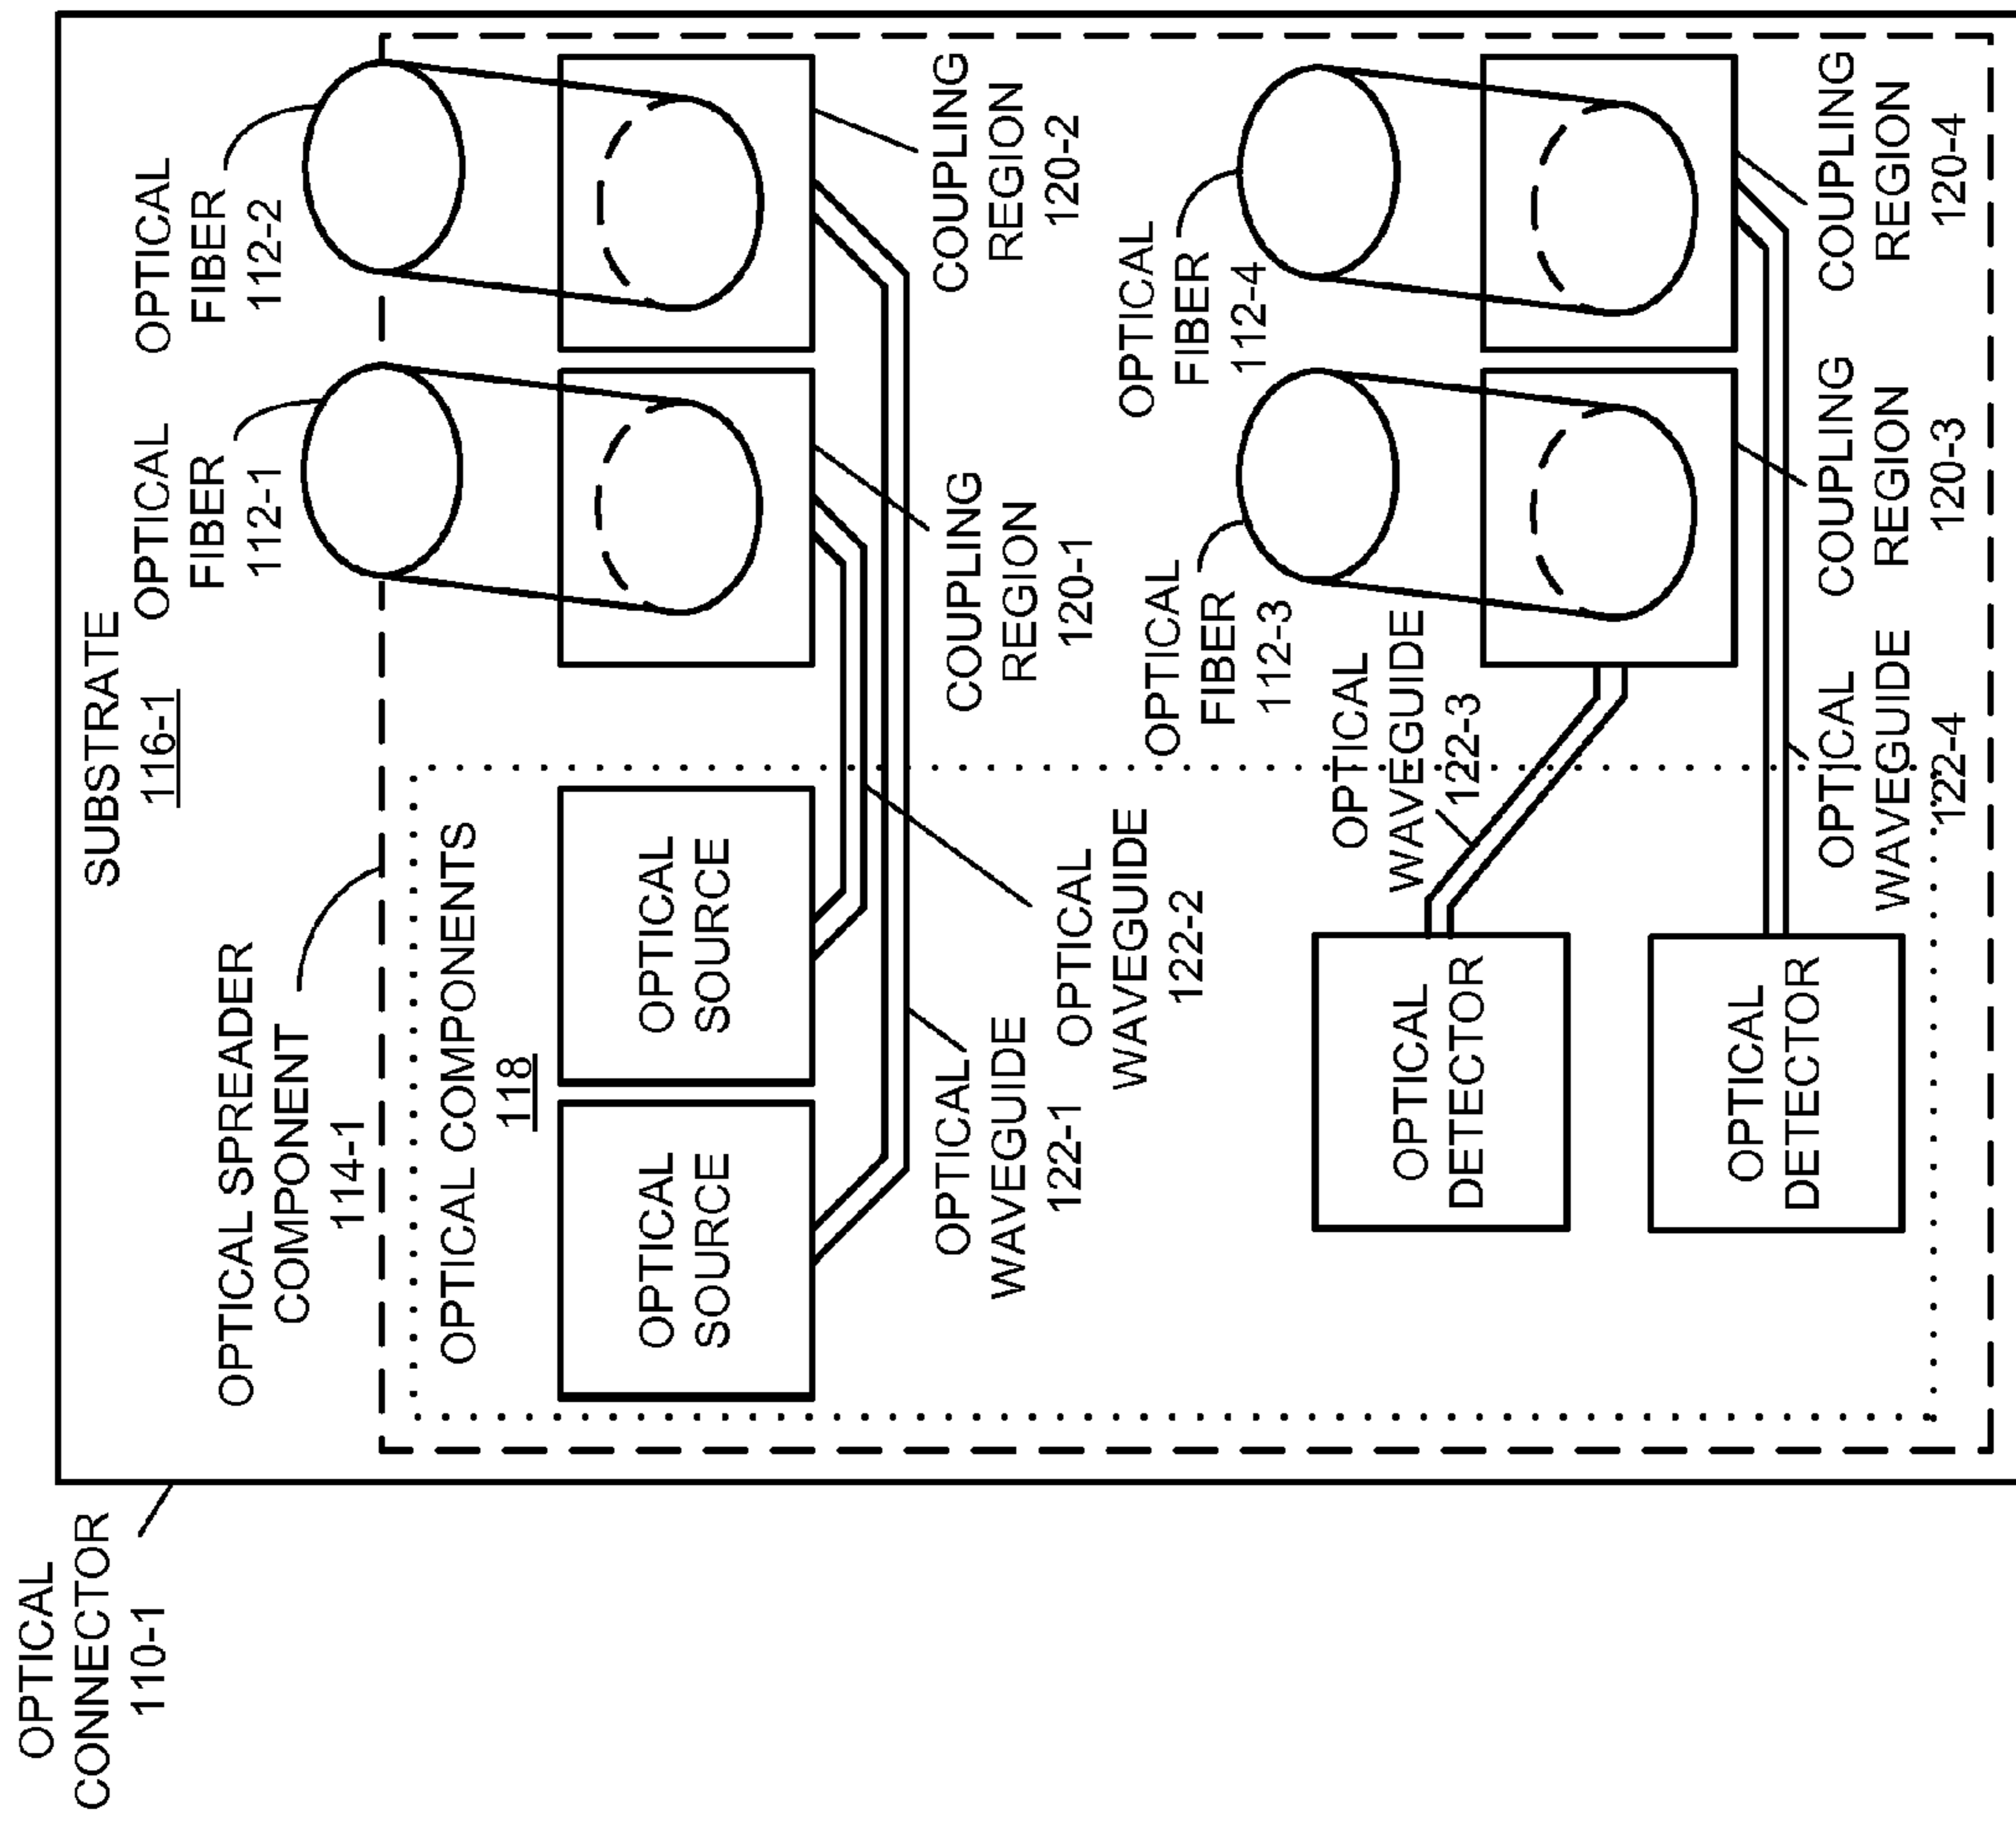 OPTICAL
CONNECTOR
110-1
SUBSTRATE
116-1
OPTICAL SPREADER
COMPONENT
114-1
OPTICAL
FIBER
112-1
OPTICAL
FIBER
112-2
OPTICAL COMPONENTS
118
OPTICAL
SOURCE
OPTICAL
SOURCE
OPTICAL
WAVEGUIDE
122-1
OPTICAL
WAVEGUIDE
122-2
COUPLING
REGION
120-1
COUPLING
REGION
120-2
OPTICAL
FIBER
112-3
OPTICAL
FIBER
112-4
OPTICAL
WAVEGUIDE
122-3
OPTICAL
DETECTOR
OPTICAL
DETECTOR
OPTICAL
WAVEGUIDE
122-4
COUPLING
REGION
120-3
COUPLING
REGION
120-4